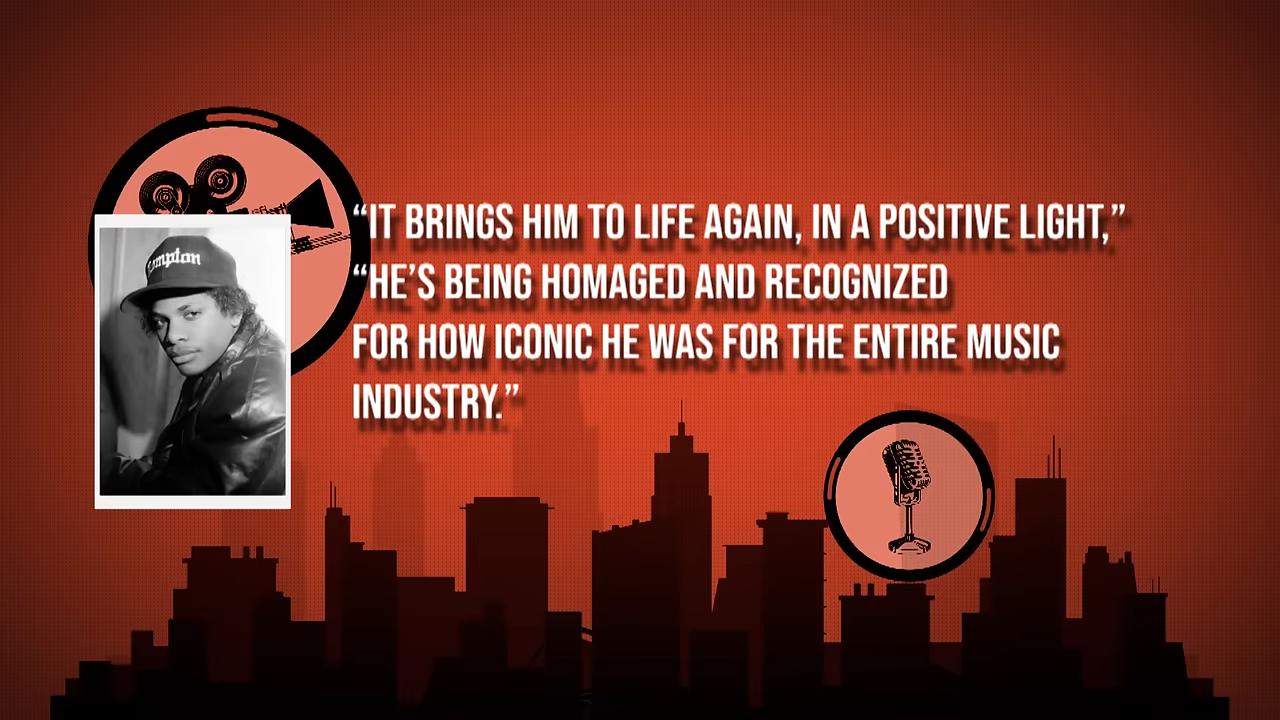 “IT BRINGS HIM TO LIFE AGAIN, IN A POSITIVE LIGHT,”
“HE’S BEING HOMAGED AND RECOGNIZED
FOR HOW ICONIC HE WAS FOR THE ENTIRE MUSIC
INDUSTRY.”